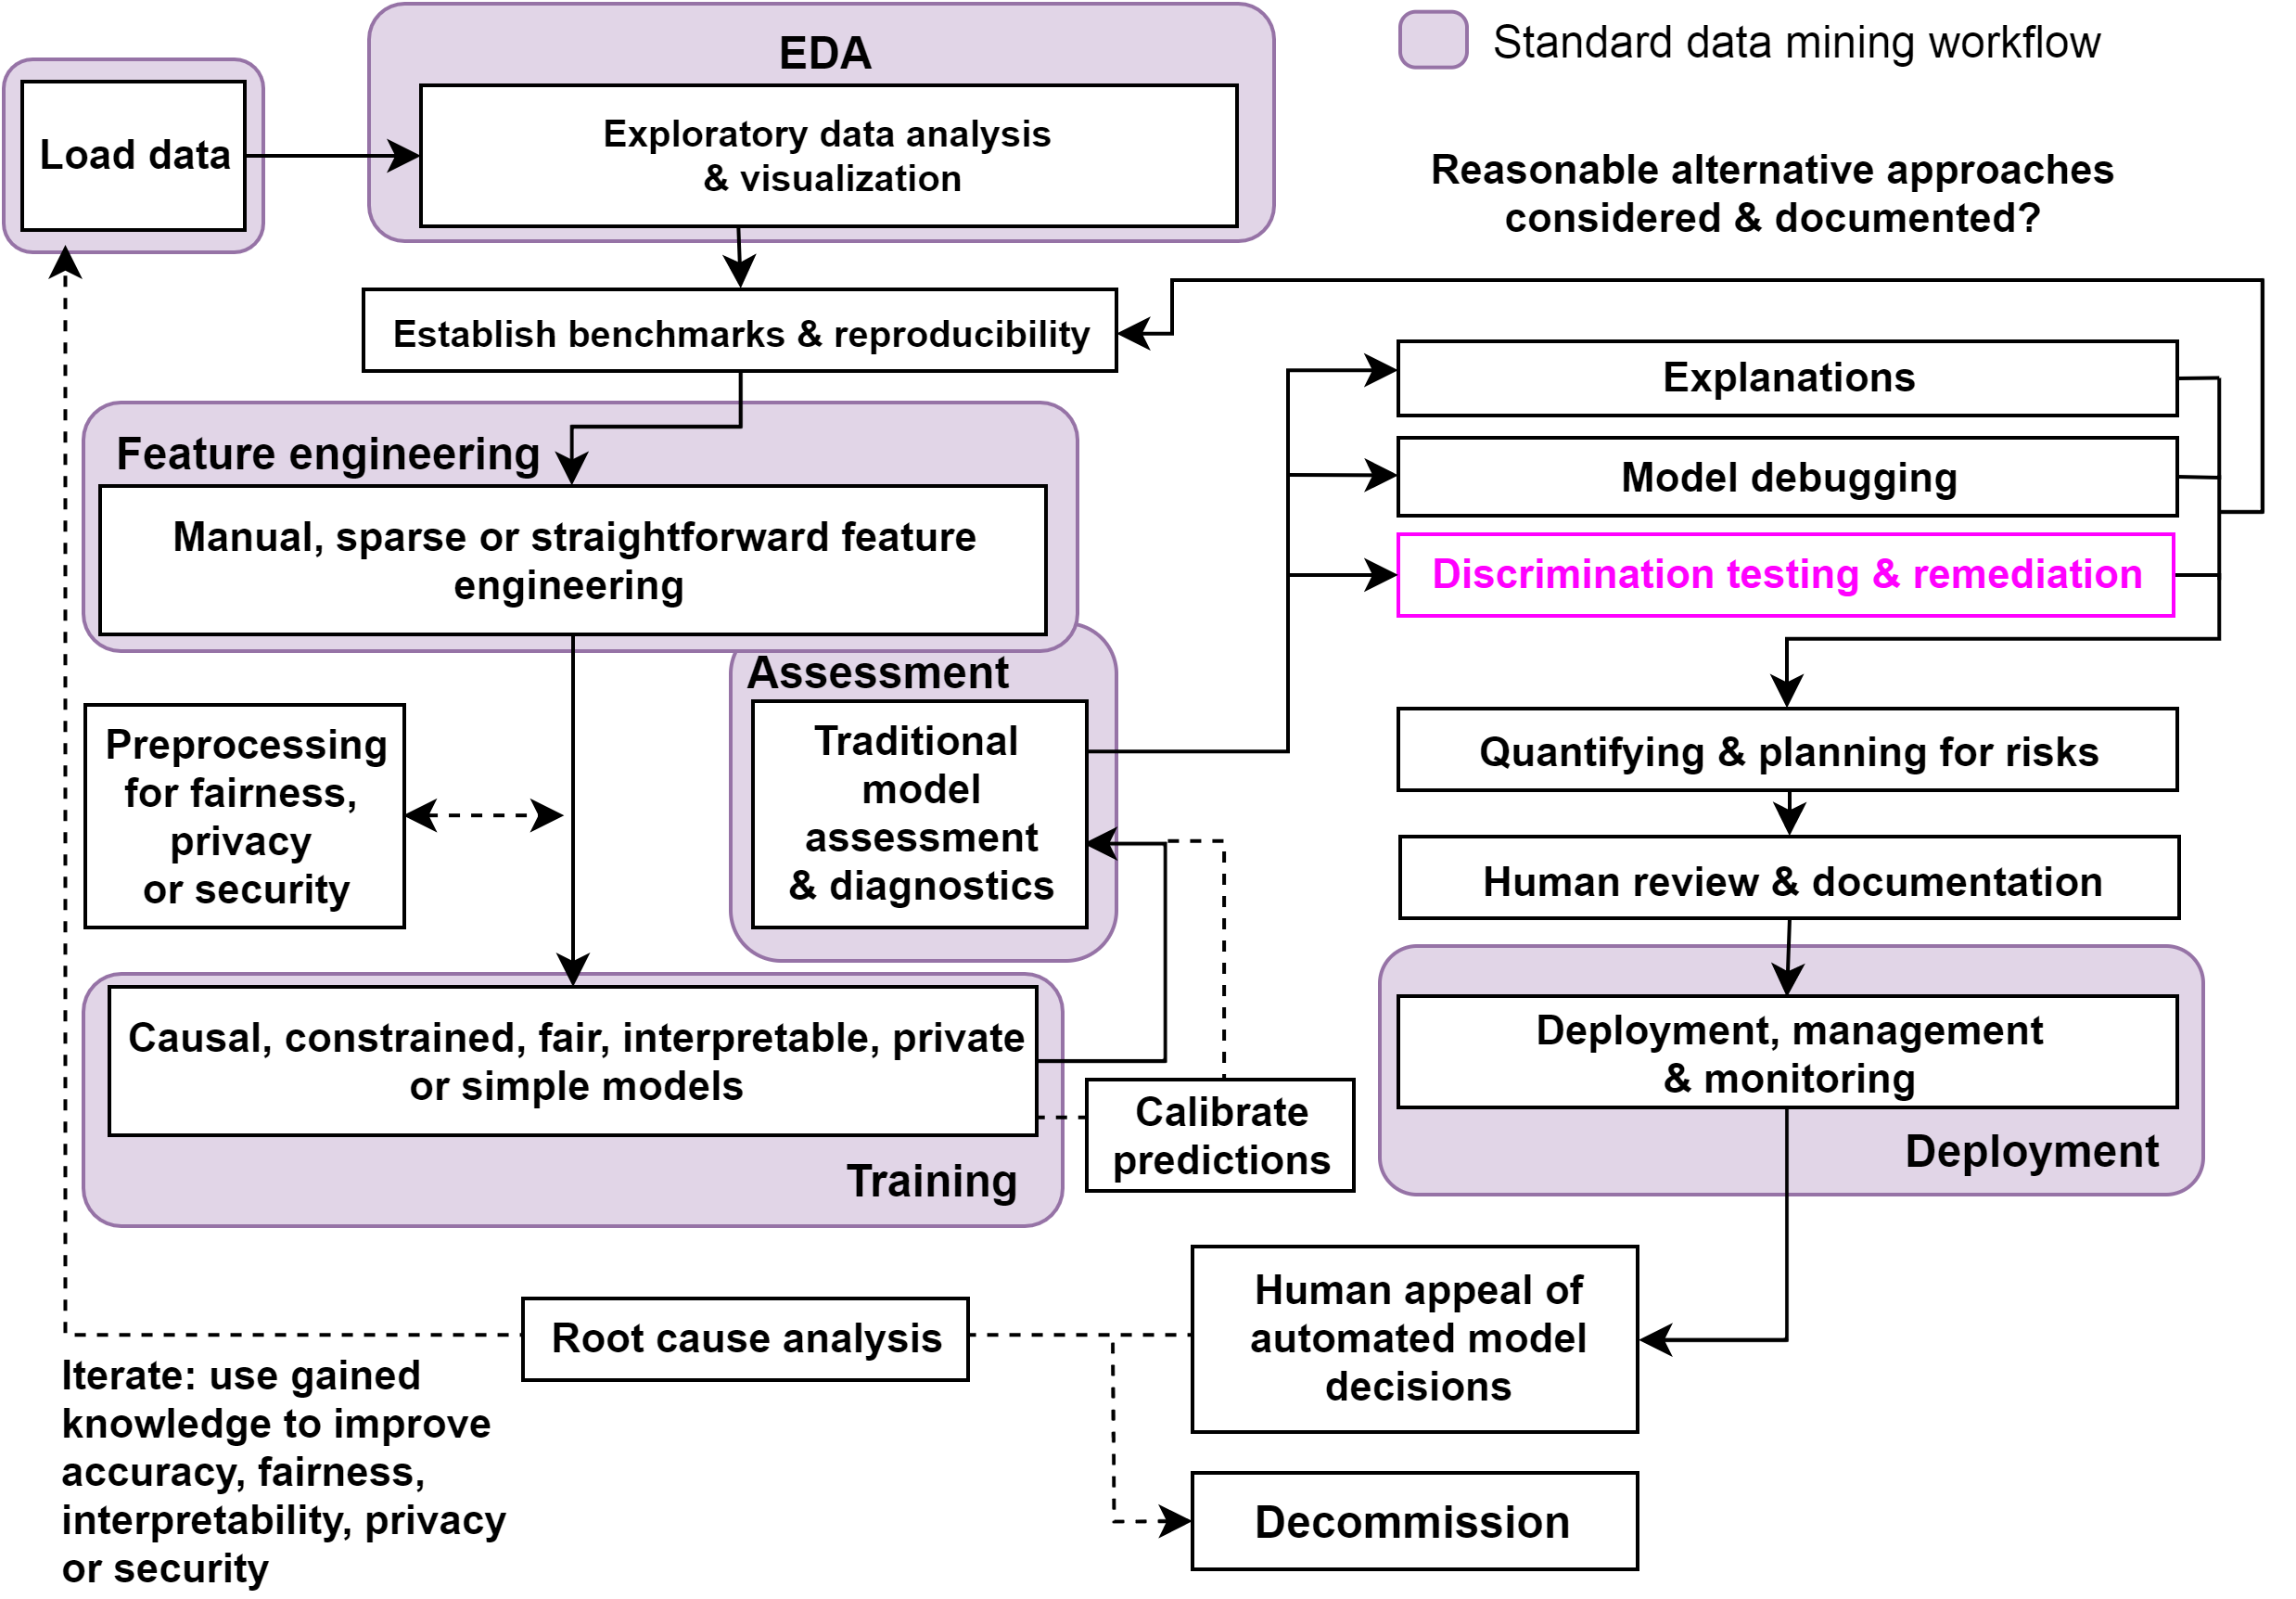 EDA
Standard data mining workflow
Load data
Exploratory data analysis
& visualization
Reasonable alternative approaches
considered & documented?
Establish benchmarks & reproducibility
Explanations
Feature engineering
Model debugging
Manual, sparse or straightforward feature
engineering
Discrimination testing & remediation
Assessment
Preprocessing
for fairness,
privacy
or security
Traditional
model
assessment
& diagnostics
Quantifying & planning for risks
Human review & documentation
Causal, constrained, fair, interpretable, private
or simple models
Training
Calibrate
predictions
Deployment, management
& monitoring
Deployment
Human appeal of
automated model
decisions
Root cause analysis
Iterate: use gained
knowledge to improve
accuracy, fairness,
interpretability, privacy
or security
Decommission